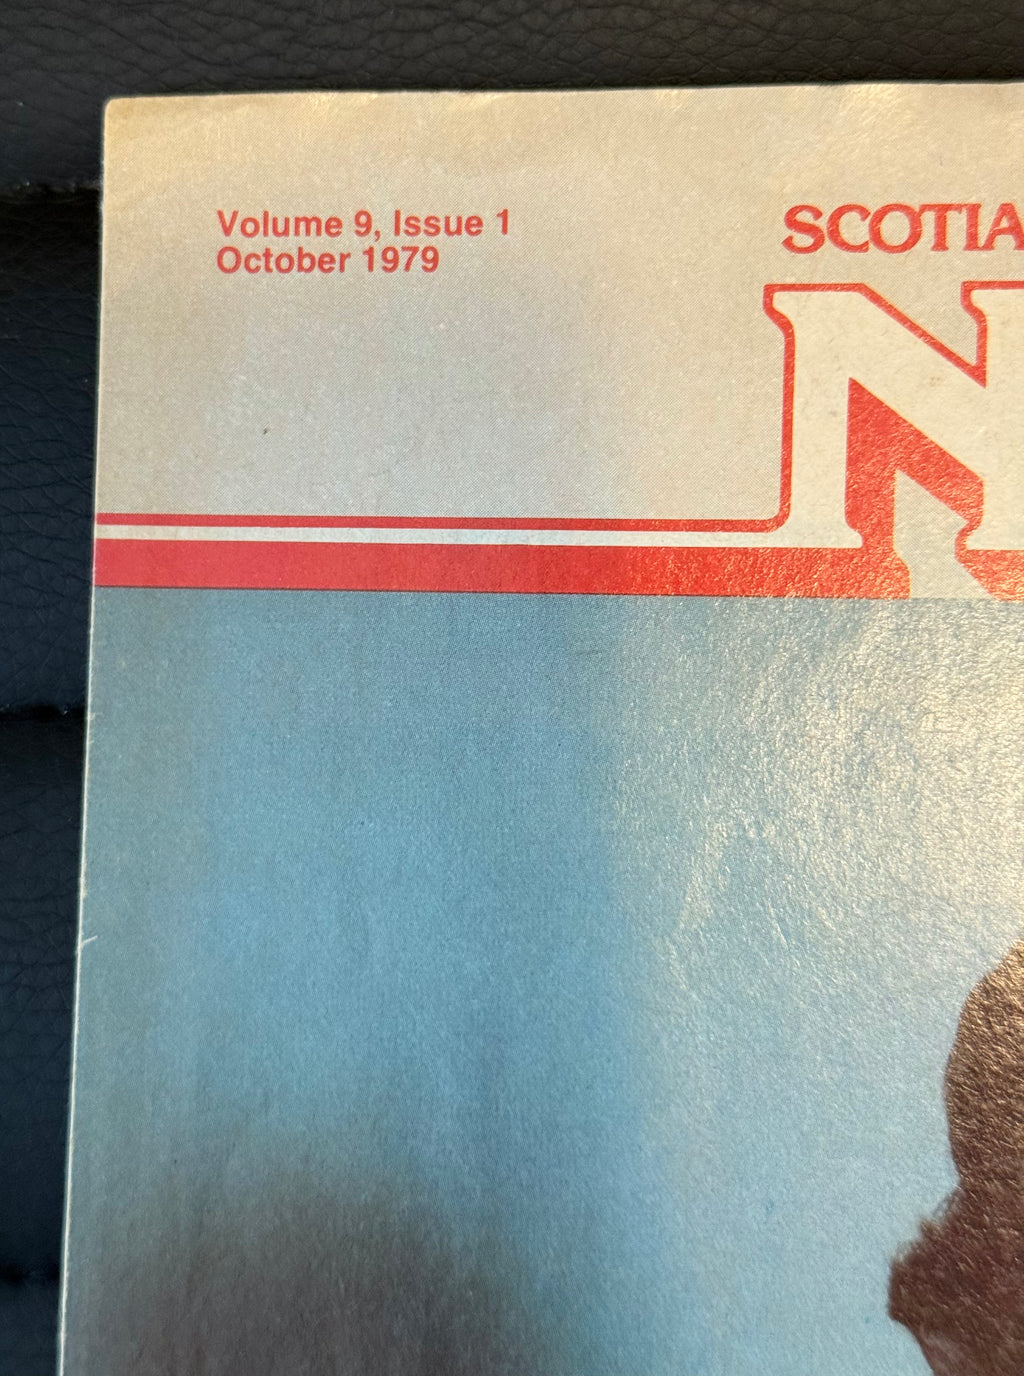 Volume 9, Issue 1
October 1979
SCOTIA
N